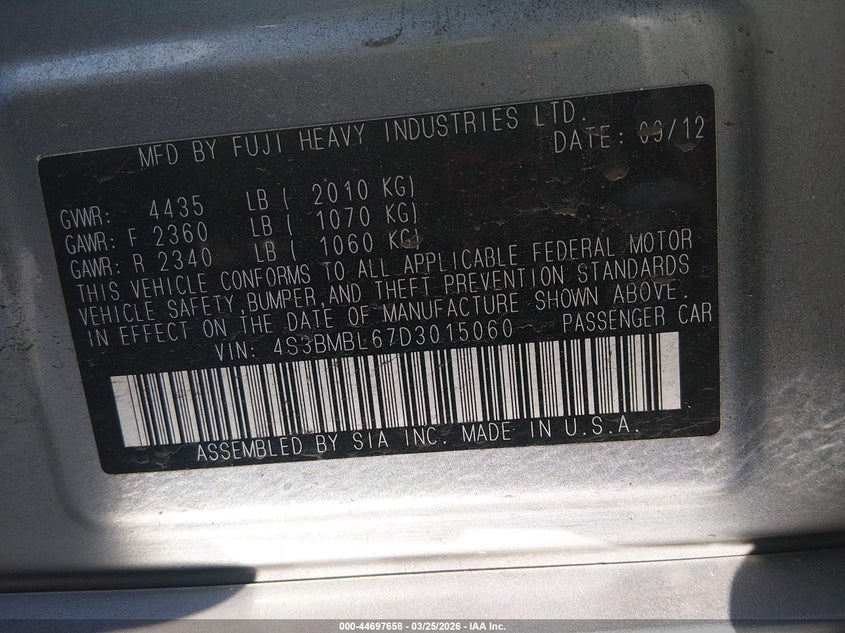 MFD BY FUJI HEAVY INDUSTRIES LTD.
DATE: 09/12
GVWR: 4435 LB ( 2010 KG)
GAWR: F 2360 LB ( 1070 KG)
GAWR: R 2340 LB ( 1060 KG)
THIS VEHICLE CONFORMS TO ALL APPLICABLE FEDERAL MOTOR
VEHICLE SAFETY,BUMPER,AND THEFT PREVENTION STANDARDS
IN EFFECT ON THE DATE OF MANUFACTURE SHOWN ABOVE.
VIN: 4S3BMBL67D3015060 PASSENGER CAR
ASSEMBLED BY SIA INC. MADE IN U.S.A.
000-44697658 - 03/25/2026 - IAA Inc.